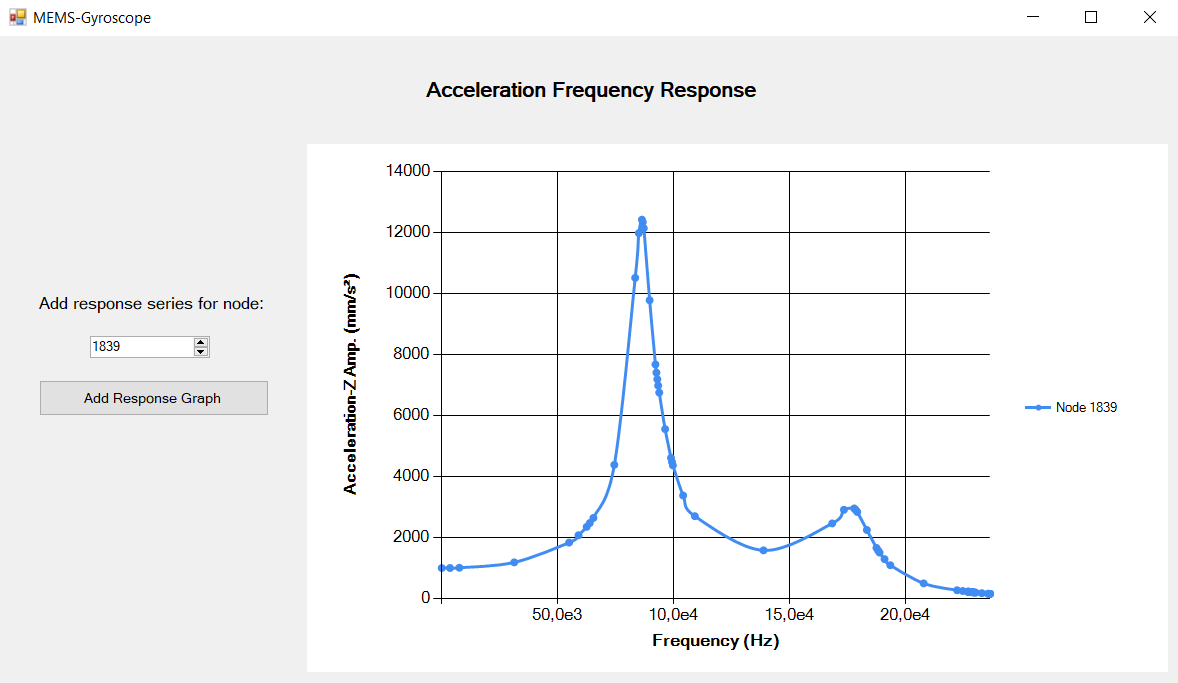 MEMS-Gyroscope
Acceleration Frequency Response
Add response series for node:
1839
Add Response Graph
Acceleration-Z Amp. (mm/s²)
14000
12000
10000
8000
6000
4000
2000
0
50,0e3
10,0e4
15,0e4
20,0e4
Frequency (Hz)
Node 1839